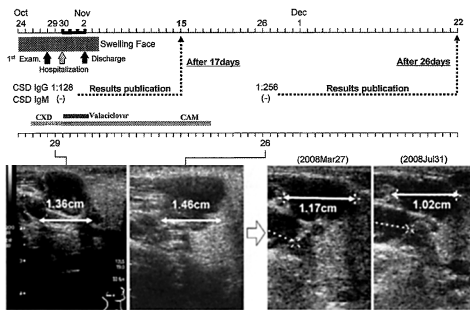 Oct Nov Dec
24 29 30 2 15 26 1 22
Swelling Face
1st Exam. Discharge
Hospitalization
After 17days After 26days
CSD IgG 1:128 1:256
Results publication Results publication
CSD IgM (-) (-)
CXD Valaciclovir CAM
29 26 (2008Mar27) (2008Jul31)
1.36cm 1.46cm 1.17cm 1.02cm